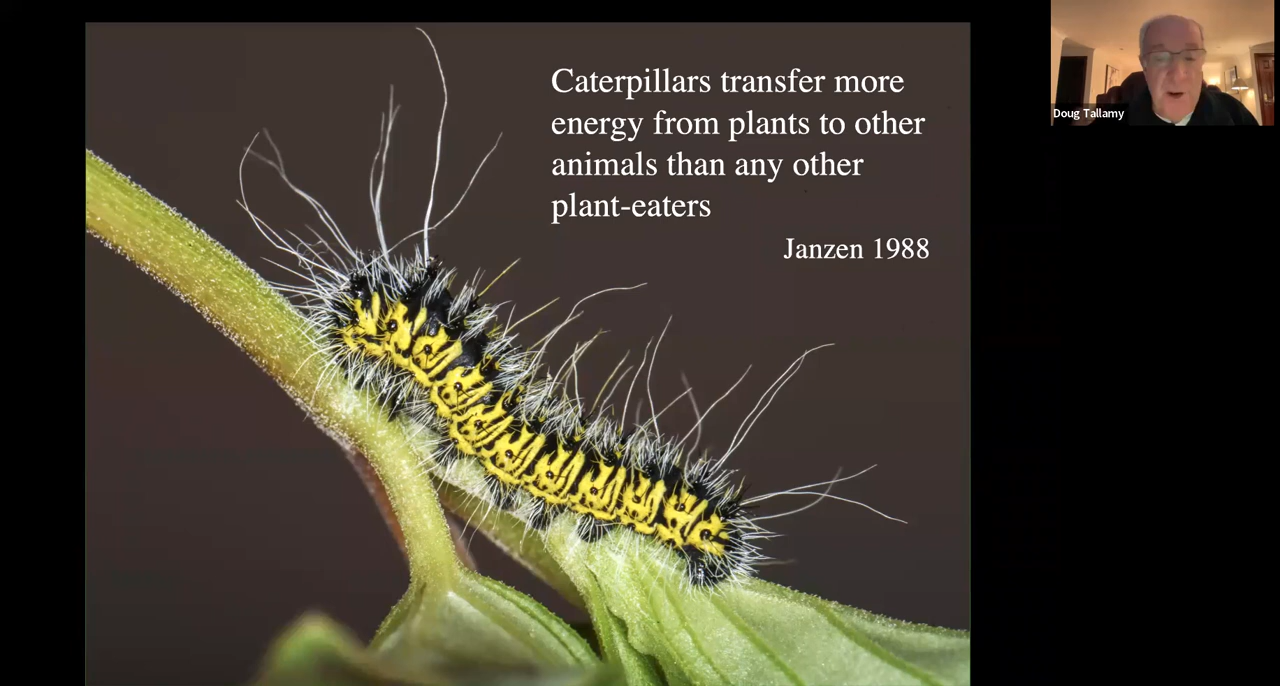 Caterpillars transfer more
energy from plants to other
animals than any other
plant-eaters
Janzen 1988
Doug Tallamy